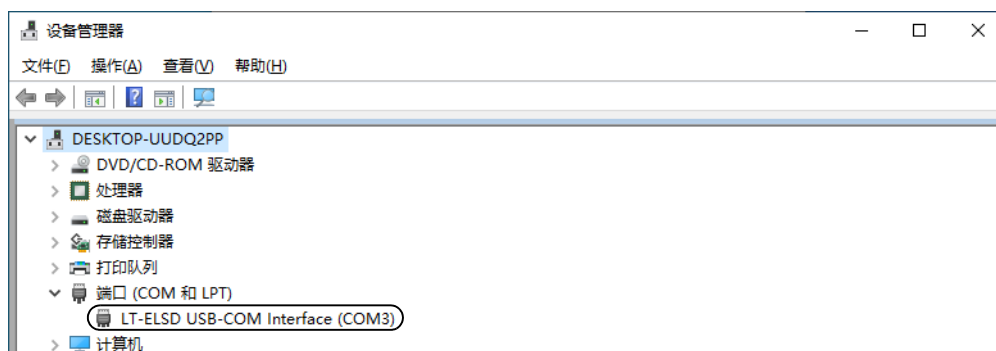 设备管理器
文件(F) 操作(A) 查看(V) 帮助(H)
DESKTOP-UUDQ2PP
DVD/CD-ROM 驱动器
处理器
磁盘驱动器
存储控制器
打印队列
端口 (COM 和 LPT)
LT-ELSD USB-COM Interface (COM3)
计算机